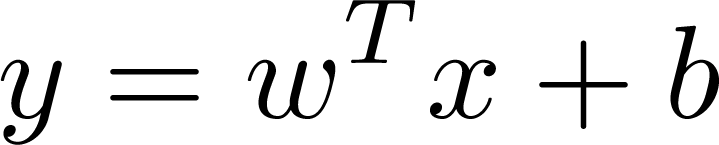 y = w^T x + b